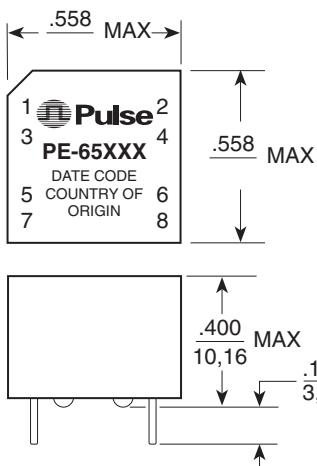 .558 MAX
1 Pulse 2
3 4
PE-65XXX
DATE CODE
5 COUNTRY OF 6
ORIGIN
7 8
.558 MAX
.400
10,16 MAX